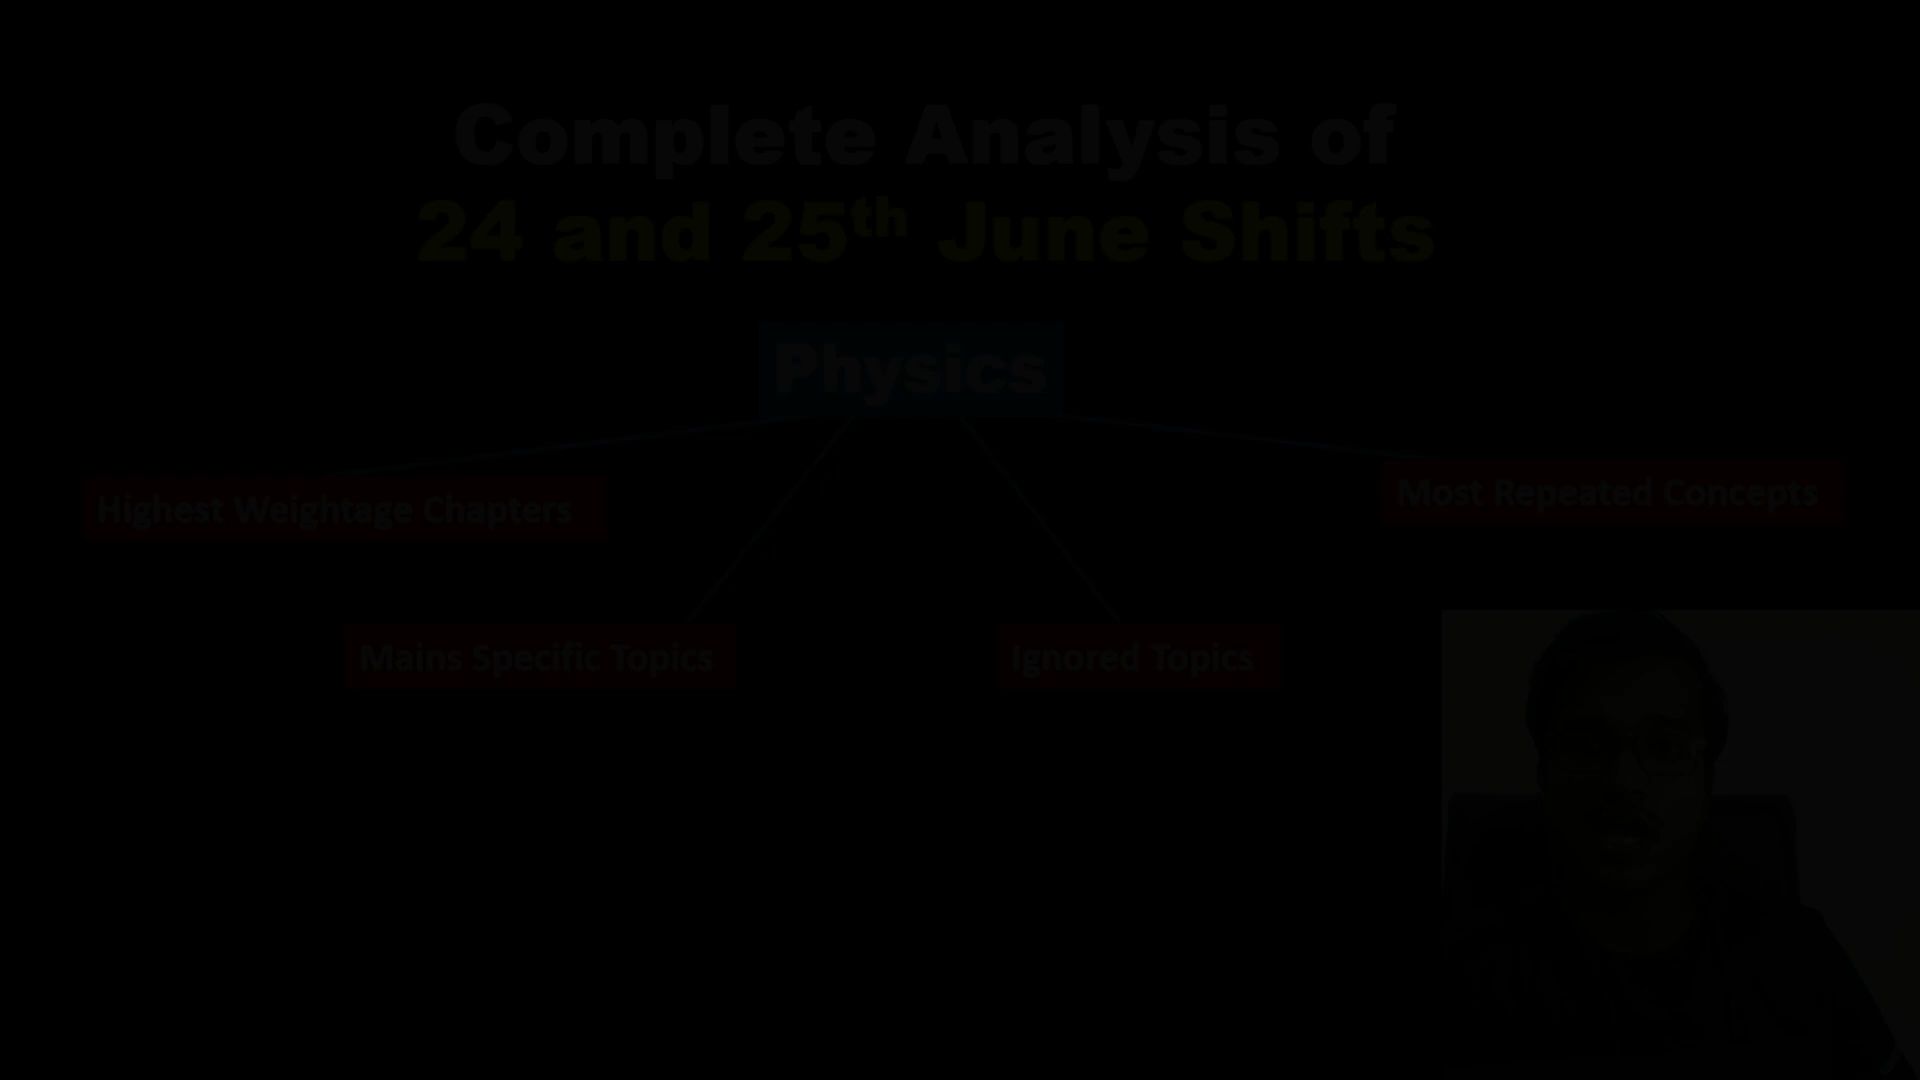 Complete Analysis of
24 and 25th June Shifts
Physics
Highest Weightage Chapters
Most Repeated Concepts
Mains Specific Topics
Ignored Topics